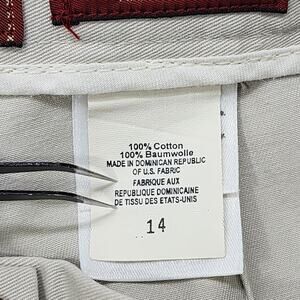 100% Cotton
100% Baumwolle
MADE IN DOMINICAN REPUBLIC
OF U.S. FABRIC
FABRIQUE AUX
REPUBLIQUE DOMINICAINE
DE TISSU DES ETATS-UNIS
14